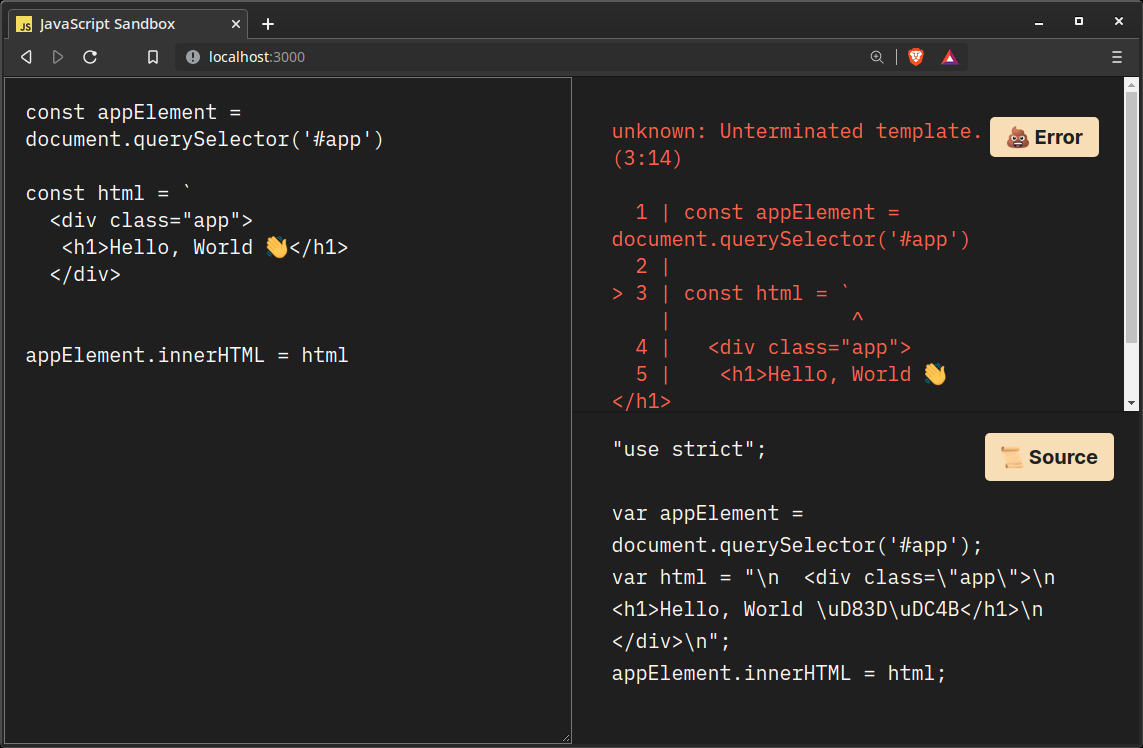 JS JavaScript Sandbox
localhost:3000
const appElement =
document.querySelector('#app')
const html = `
<div class="app">
<h1>Hello, World 👋</h1>
</div>
appElement.innerHTML = html
unknown: Unterminated template.
(3:14)
💩 Error
1 | const appElement =
document.querySelector('#app')
2 |
> 3 | const html = `
| ^
4 | <div class="app">
5 | <h1>Hello, World 👋
</h1>
"use strict";
📜 Source
var appElement =
document.querySelector('#app');
var html = "\n  <div class=\"app\">\n
<h1>Hello, World \uD83D\uDC4B</h1>\n
</div>\n";
appElement.innerHTML = html;